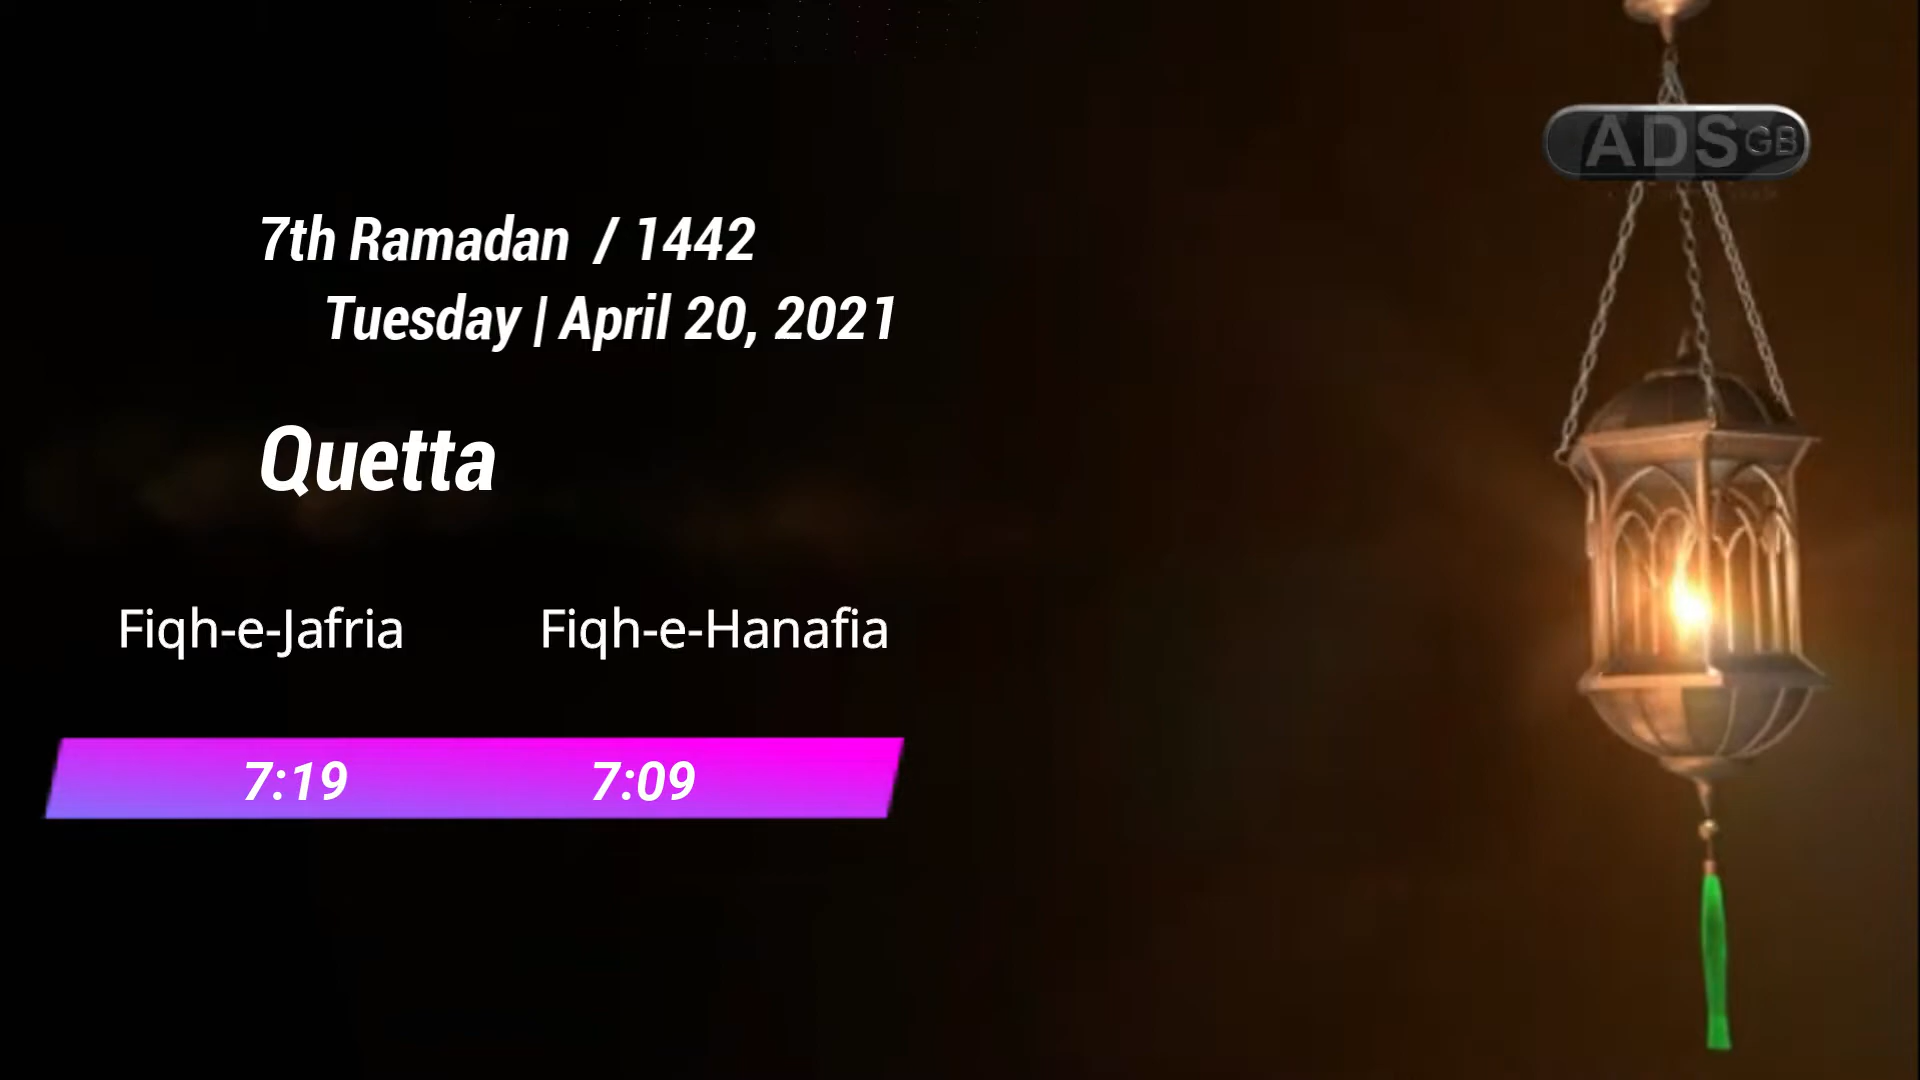 ADS GB
7th Ramadan / 1442
Tuesday | April 20, 2021
Quetta
Fiqh-e-Jafria Fiqh-e-Hanafia
7:19 7:09